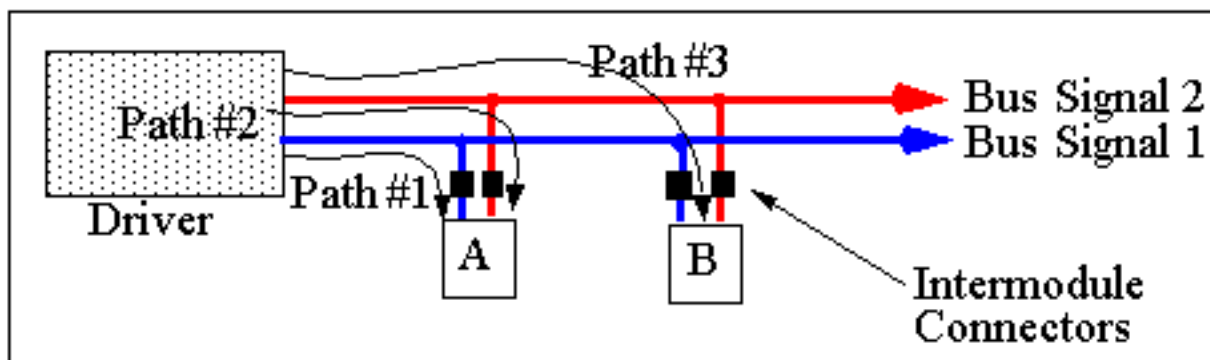 Path #3
Bus Signal 2
Path #2
Bus Signal 1
Path #1
Driver
A
B
Intermodule
Connectors